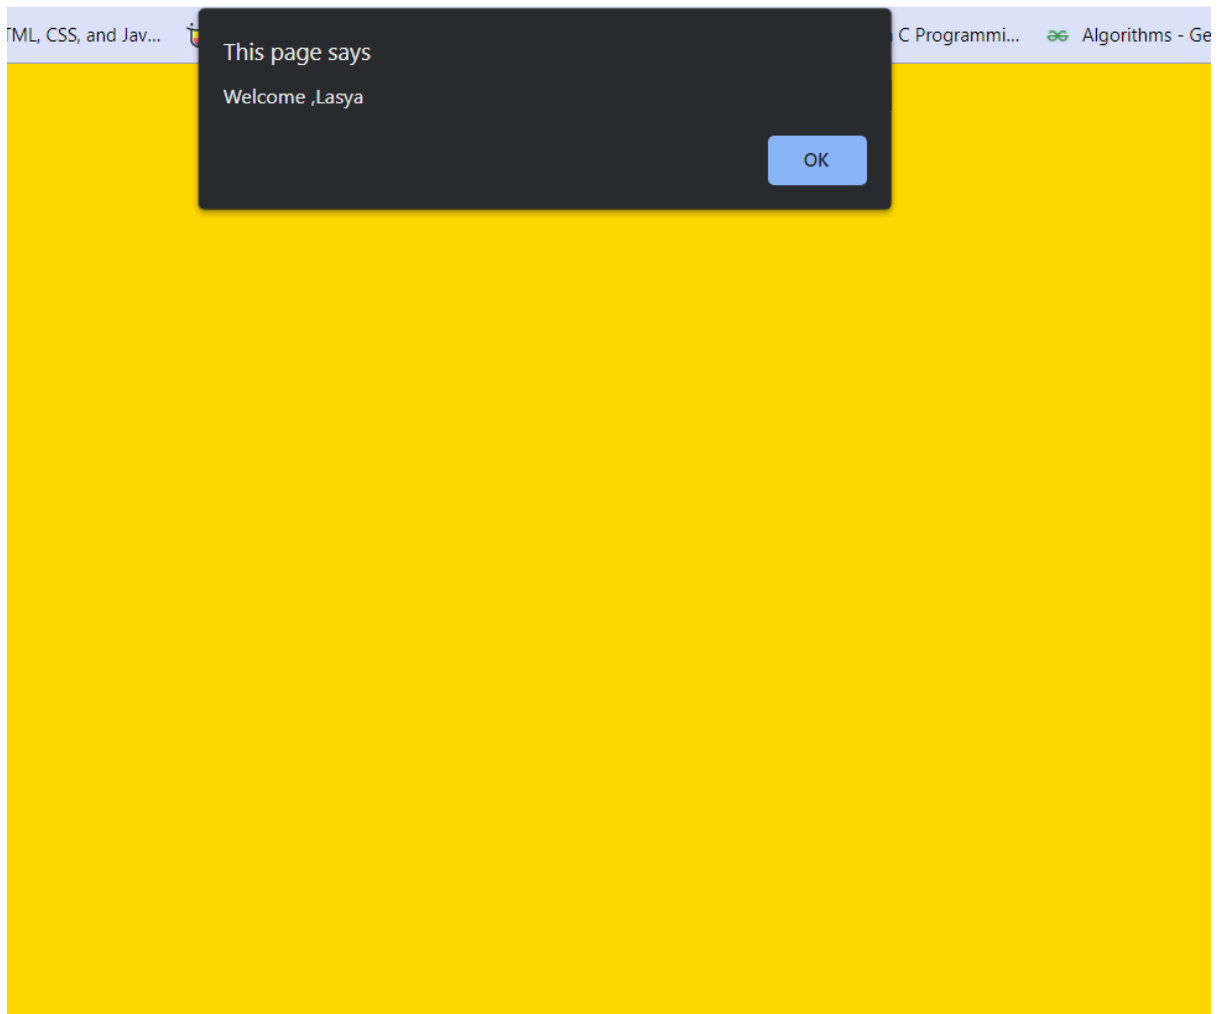 TML, CSS, and Jav...
C Programmi...
Algorithms - Ge
This page says
Welcome ,Lasya
OK